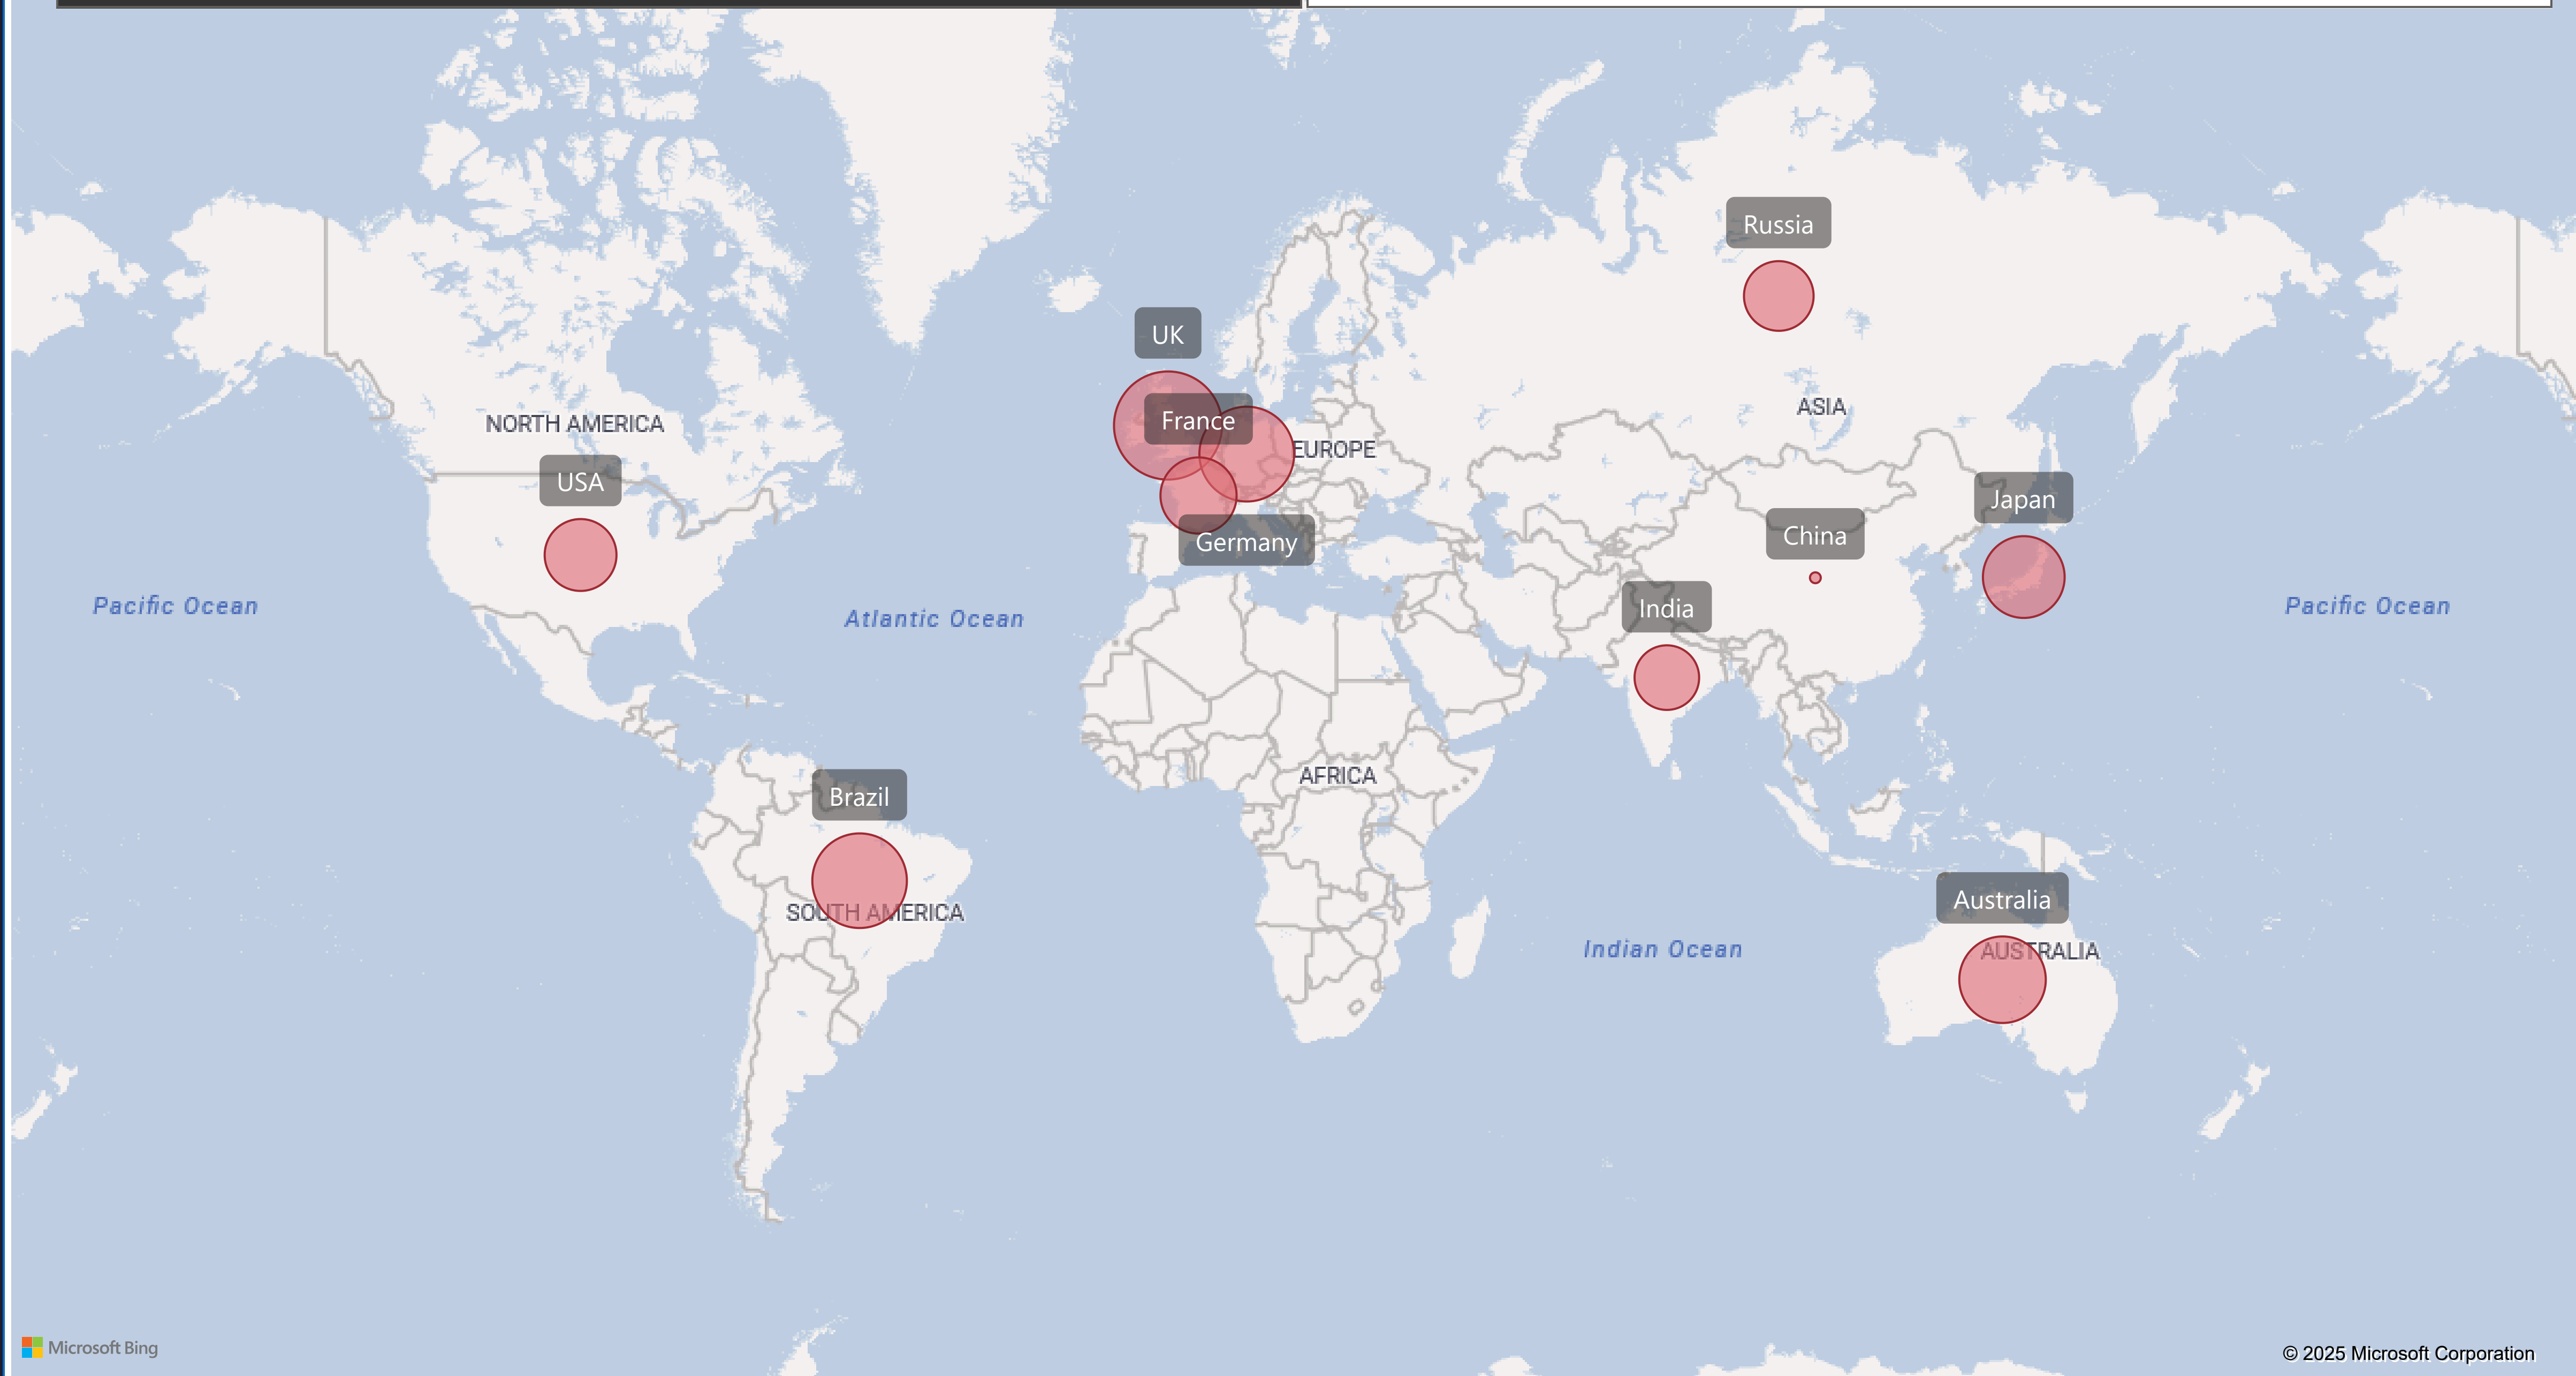 Russia
UK
ASIA
France
NORTH AMERICA
EUROPE
USA
Japan
China
Germany
Pacific Ocean
Atlantic Ocean
India
Pacific Ocean
AFRICA
Brazil
Australia
SOUTH AMERICA
Indian Ocean
AUSTRALIA
Microsoft Bing
© 2025 Microsoft Corporation